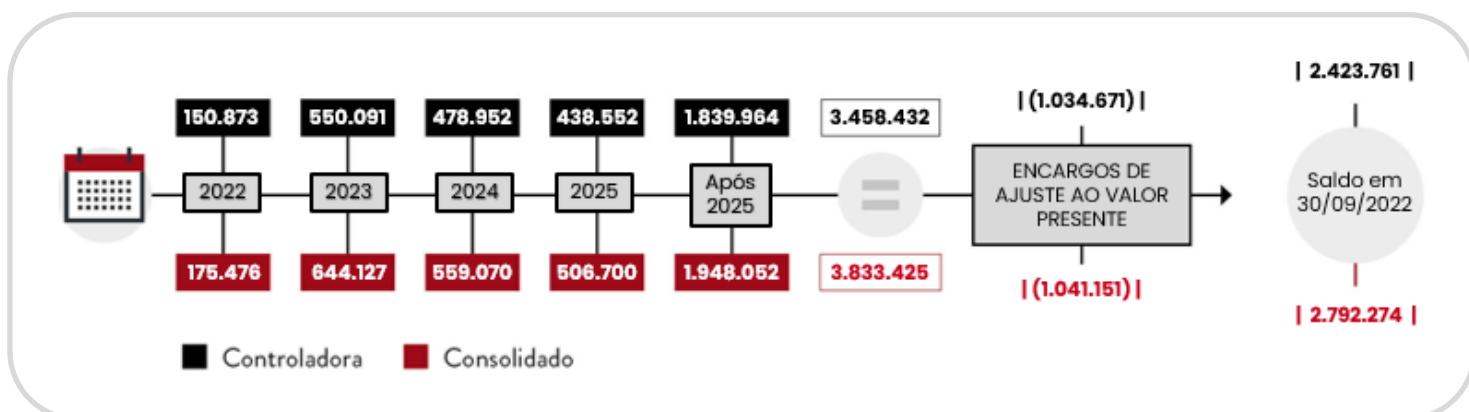 | 2.423.761 |
150.873 550.091 478.952 438.552 1.839.964 3.458.432 | (1.034.671) |
2022 2023 2024 2025 Após
2025
ENCARGOS DE
AJUSTE AO VALOR
PRESENTE
Saldo em
30/09/2022
175.476 644.127 559.070 506.700 1.948.052 3.833.425 | (1.041.151) |
| 2.792.274 |
Controladora Consolidado